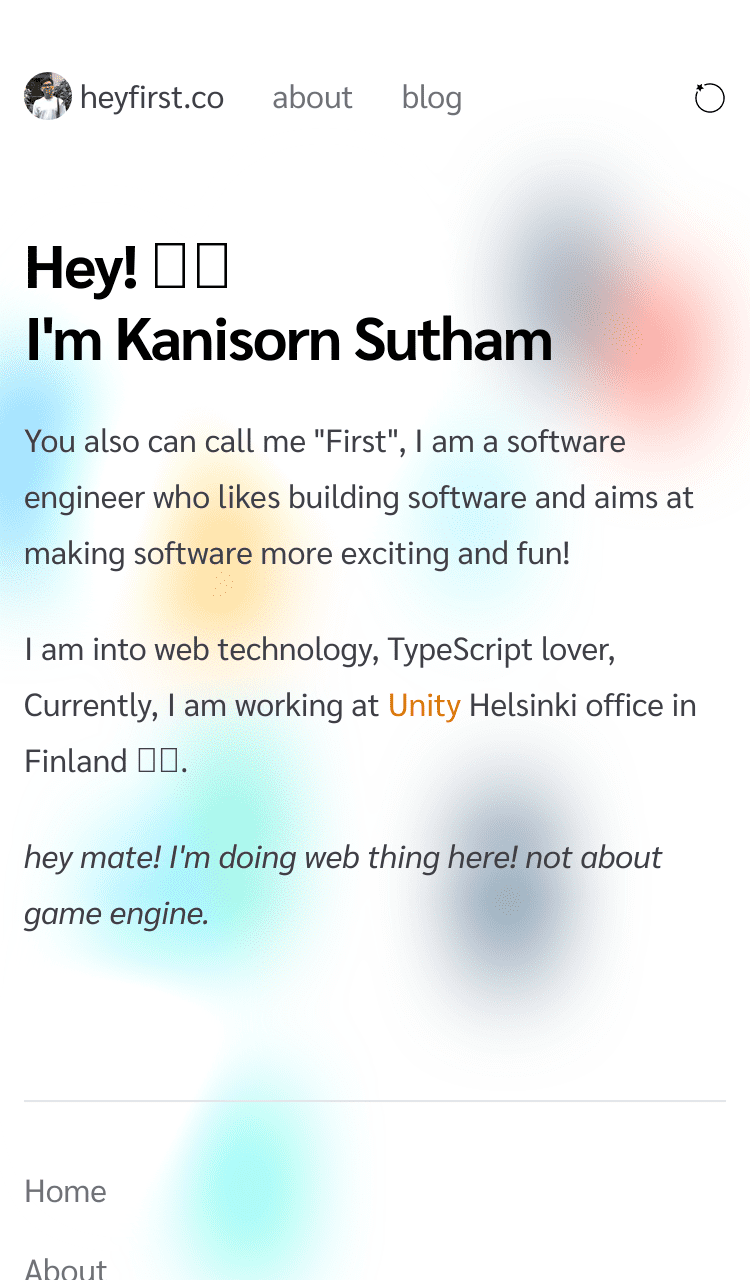 heyfirst.co about blog
Hey!
I'm Kanisorn Sutham
You also can call me "First", I am a software
engineer who likes building software and aims at
making software more exciting and fun!
I am into web technology, TypeScript lover,
Currently, I am working at Unity Helsinki office in
Finland .
hey mate! I'm doing web thing here! not about
game engine.
Home
About